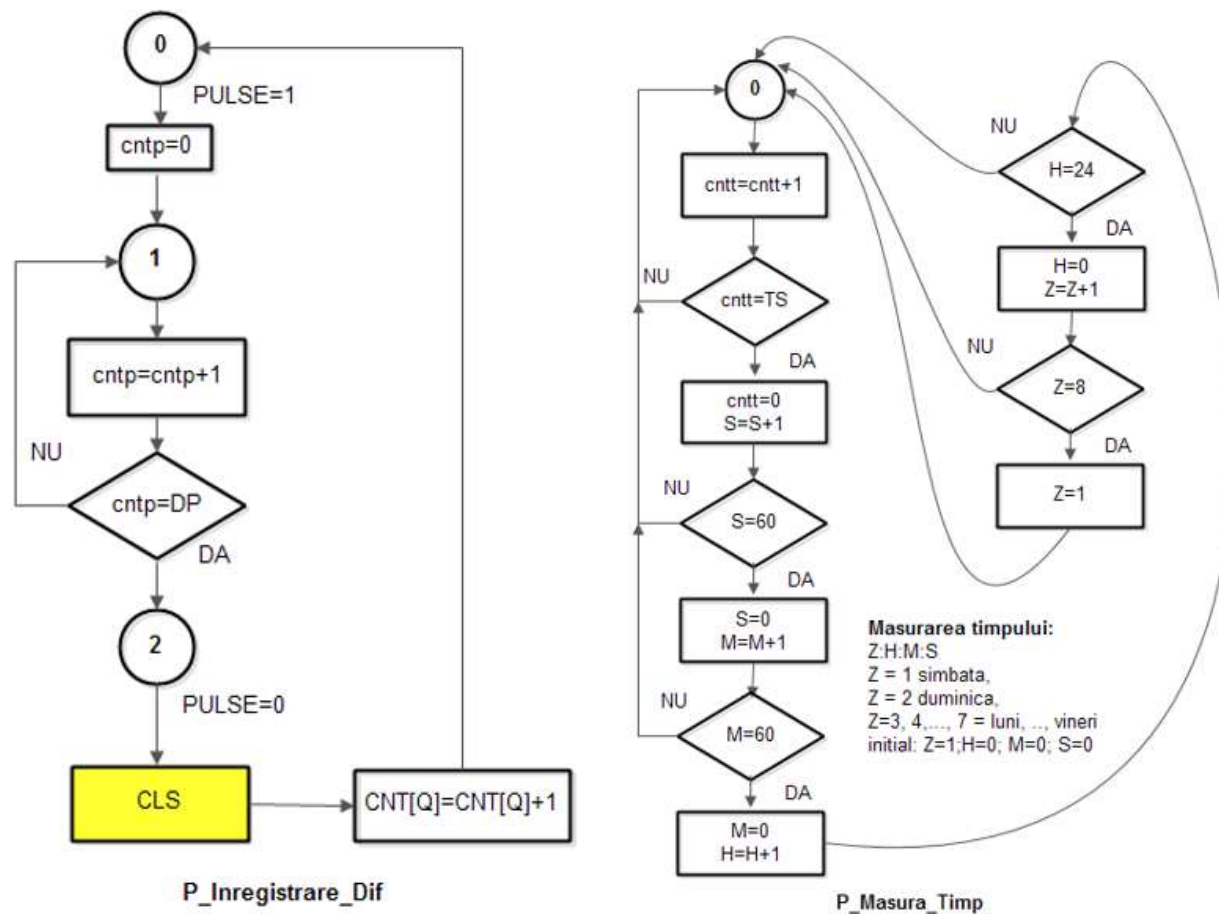 0
PULSE=1
cntp=0
1
cntp=cntp+1
NU
cntp=DP
DA
2
PULSE=0
CLS
CNT[Q]=CNT[Q]+1
P_Inregistrare_Dif
0
cntt=cntt+1
NU
cntt=TS
DA
cntt=0
S=S+1
NU
S=60
DA
S=0
M=M+1
NU
M=60
DA
M=0
H=H+1
NU
H=24
DA
H=0
Z=Z+1
NU
Z=8
DA
Z=1
Masurarea timpului:
Z:H:M:S
Z = 1 simbata,
Z = 2 duminica,
Z=3, 4,..., 7 = luni, .., vineri
initial: Z=1;H=0; M=0; S=0
P_Masura_Timp